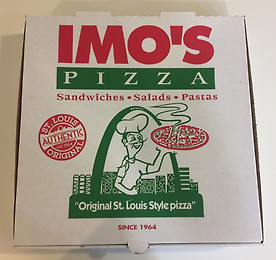 IMO'S
PIZZA
Sandwiches • Salads • Pastas
ST. LOUIS
AUTHENTIC
ORIGINAL
"Original St. Louis Style pizza"
SINCE 1964